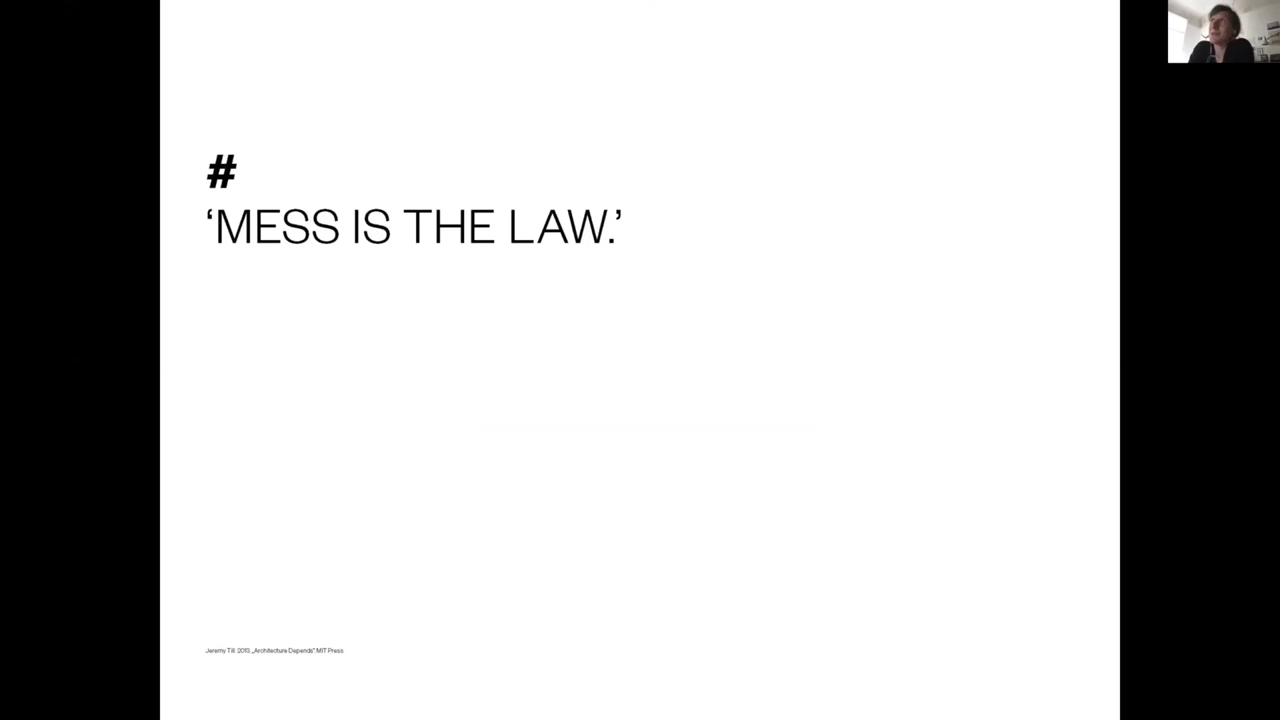 #
‘MESS IS THE LAW.’
Jeremy Till. 2013. „Architecture Depends“. MIT Press